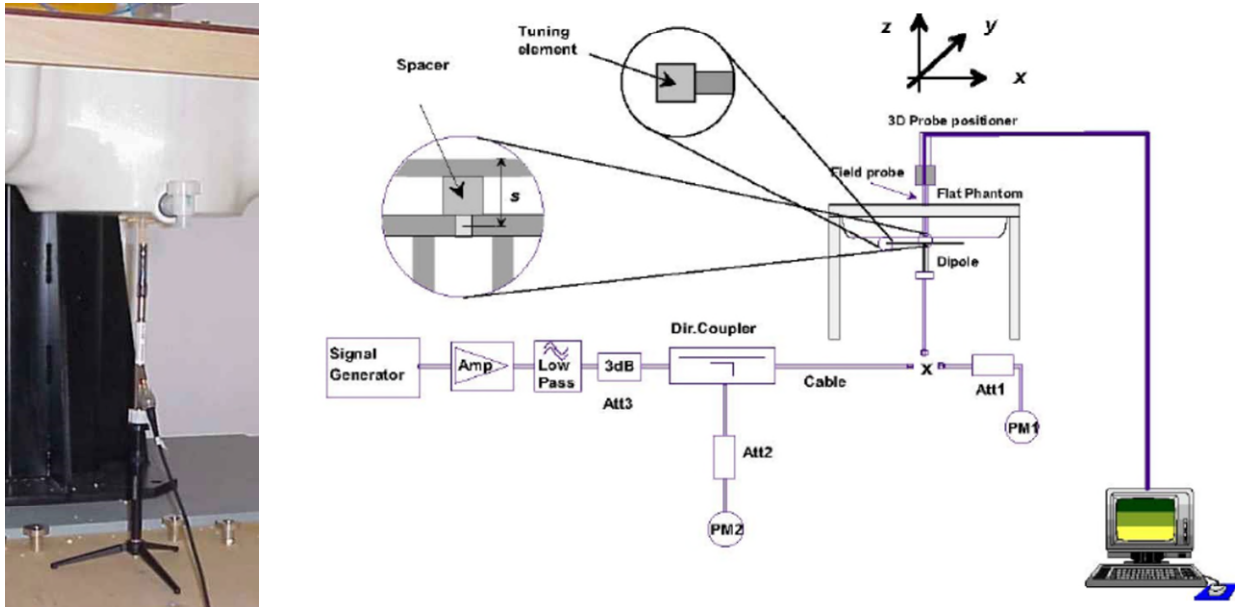 Tuning
element
z
y
x
Spacer
s
3D Probe positioner
Field probe
Flat Phantom
Dipole
Dir.Coupler
Signal
Generator
Amp
Low
Pass
3dB
Att3
Cable
x
Att1
PM1
Att2
PM2